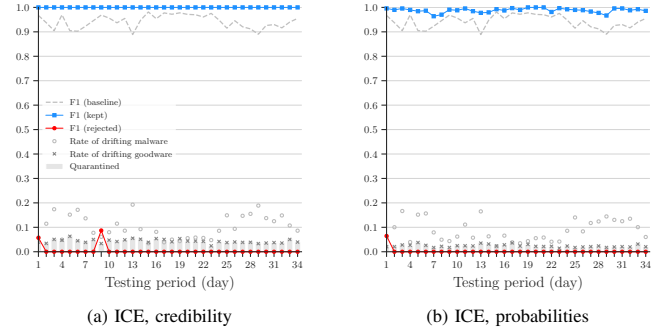 1.0
0.9
0.8
0.7
0.6
0.5
0.4
0.3
0.2
0.1
0.0
F1 (baseline)
F1 (kept)
F1 (rejected)
Rate of drifting malware
Rate of drifting goodware
Quarantined
1 4 7 10 13 16 19 22 25 28 31 34
Testing period (day)
(a) ICE, credibility
1.0
0.9
0.8
0.7
0.6
0.5
0.4
0.3
0.2
0.1
0.0
1 4 7 10 13 16 19 22 25 28 31 34
Testing period (day)
(b) ICE, probabilities